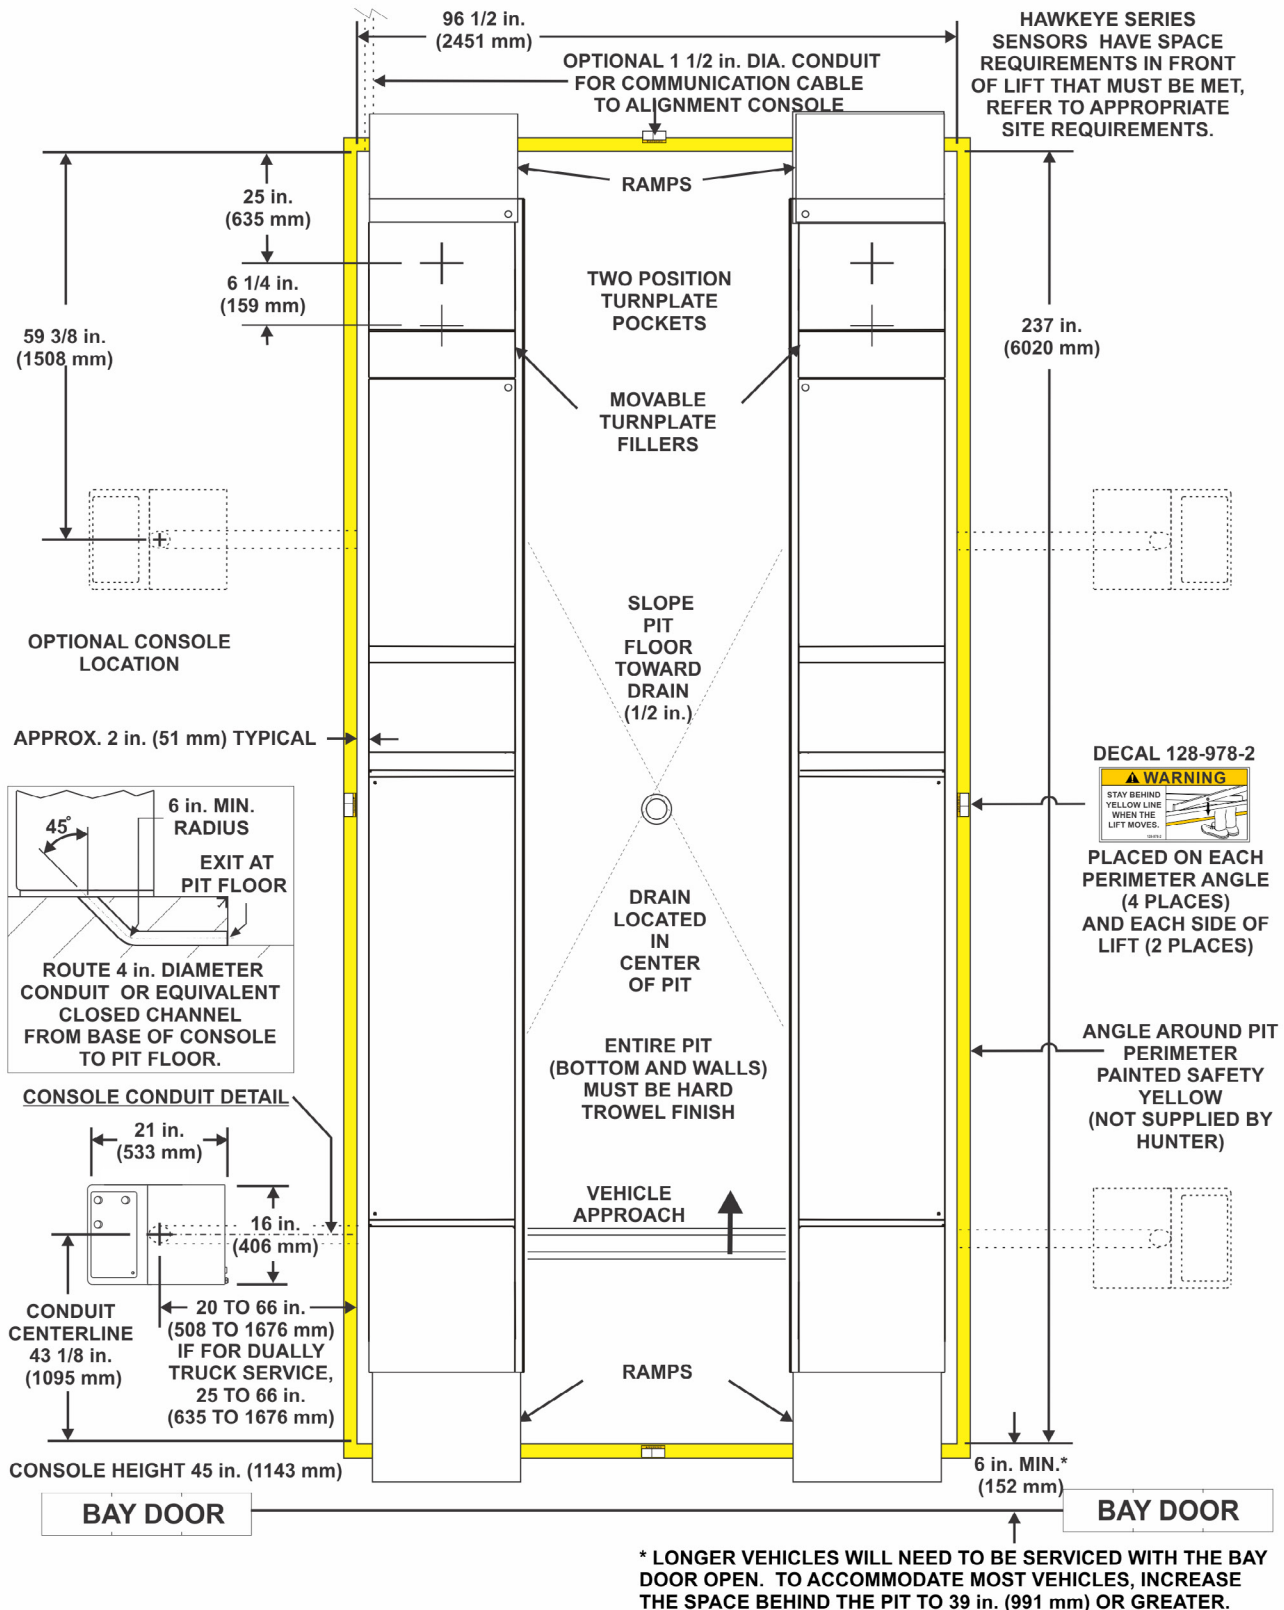 96 1/2 in.
(2451 mm)
OPTIONAL 1 1/2 in. DIA. CONDUIT
FOR COMMUNICATION CABLE
TO ALIGNMENT CONSOLE
HAWKEYE SERIES
SENSORS HAVE SPACE
REQUIREMENTS IN FRONT
OF LIFT THAT MUST BE MET,
REFER TO APPROPRIATE
SITE REQUIREMENTS.
RAMPS
25 in.
(635 mm)
6 1/4 in.
(159 mm)
TWO POSITION
TURNPLATE
POCKETS
59 3/8 in.
(1508 mm)
237 in.
(6020 mm)
MOVABLE
TURNPLATE
FILLERS
OPTIONAL CONSOLE
LOCATION
SLOPE
PIT
FLOOR
TOWARD
DRAIN
(1/2 in.)
APPROX. 2 in. (51 mm) TYPICAL
DECAL 128-978-2
WARNING
STAY BEHIND
YELLOW LINE
WHEN THE
LIFT MOVES.
PLACED ON EACH
PERIMETER ANGLE
(4 PLACES)
AND EACH SIDE OF
LIFT (2 PLACES)
6 in. MIN.
RADIUS
45°
EXIT AT
PIT FLOOR
ROUTE 4 in. DIAMETER
CONDUIT OR EQUIVALENT
CLOSED CHANNEL
FROM BASE OF CONSOLE
TO PIT FLOOR.
CONSOLE CONDUIT DETAIL
DRAIN
LOCATED
IN
CENTER
OF PIT
ENTIRE PIT
(BOTTOM AND WALLS)
MUST BE HARD
TROWEL FINISH
ANGLE AROUND PIT
PERIMETER
PAINTED SAFETY
YELLOW
(NOT SUPPLIED BY
HUNTER)
21 in.
(533 mm)
16 in.
(406 mm)
VEHICLE
APPROACH
CONDUIT
CENTERLINE
43 1/8 in.
(1095 mm)
20 TO 66 in.
(508 TO 1676 mm)
IF FOR DUALLY
TRUCK SERVICE,
25 TO 66 in.
(635 TO 1676 mm)
RAMPS
CONSOLE HEIGHT 45 in. (1143 mm)
6 in. MIN.*
(152 mm)
BAY DOOR
BAY DOOR
* LONGER VEHICLES WILL NEED TO BE SERVICED WITH THE BAY
DOOR OPEN. TO ACCOMMODATE MOST VEHICLES, INCREASE
THE SPACE BEHIND THE PIT TO 39 in. (991 mm) OR GREATER.